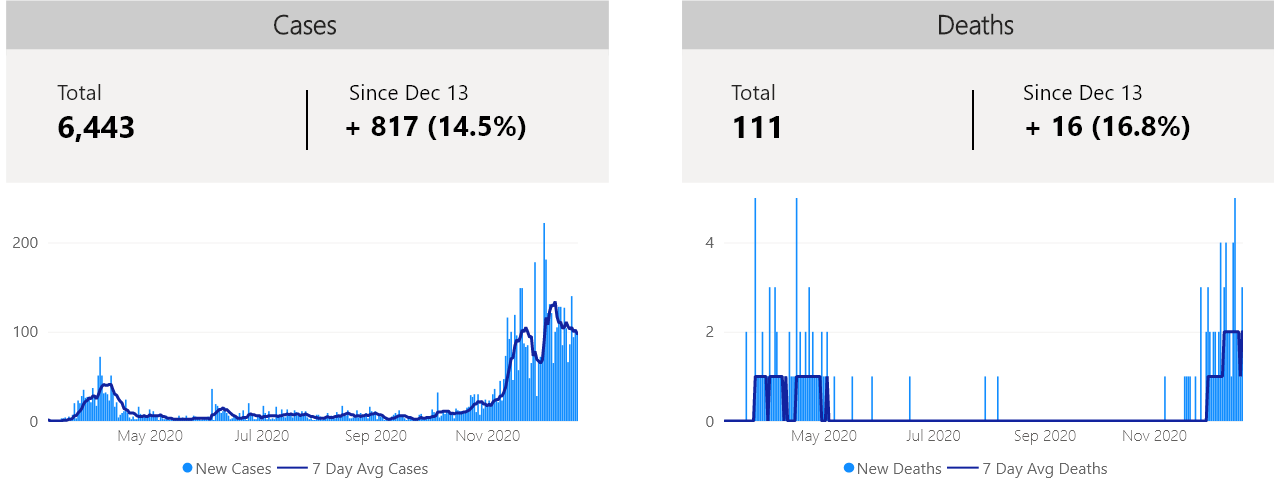 Cases
Total
Since Dec 13
6,443
+ 817 (14.5%)
200
100
0
May 2020
Jul 2020
Sep 2020
Nov 2020
New Cases
7 Day Avg Cases
Deaths
Total
Since Dec 13
111
+ 16 (16.8%)
4
2
0
May 2020
Jul 2020
Sep 2020
Nov 2020
New Deaths
7 Day Avg Deaths